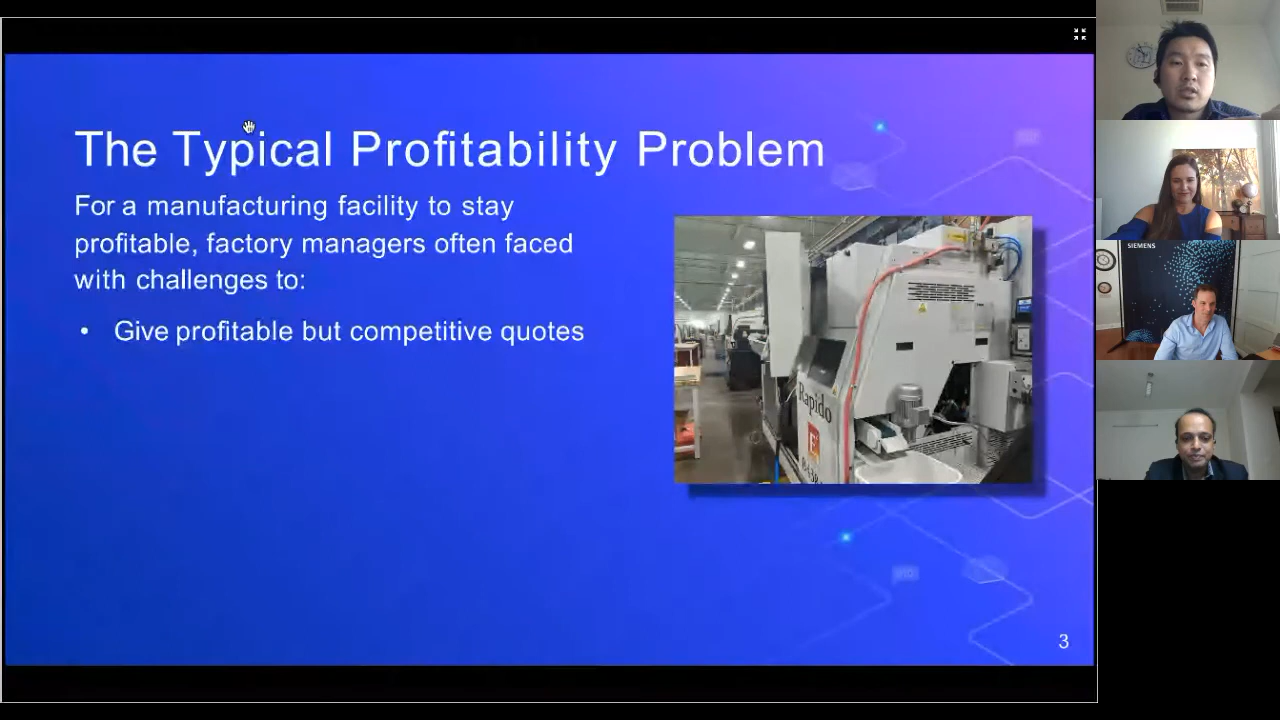 The Typical Profitability Problem
For a manufacturing facility to stay
profitable, factory managers often faced
with challenges to:
• Give profitable but competitive quotes
Rapido
3
SIEMENS